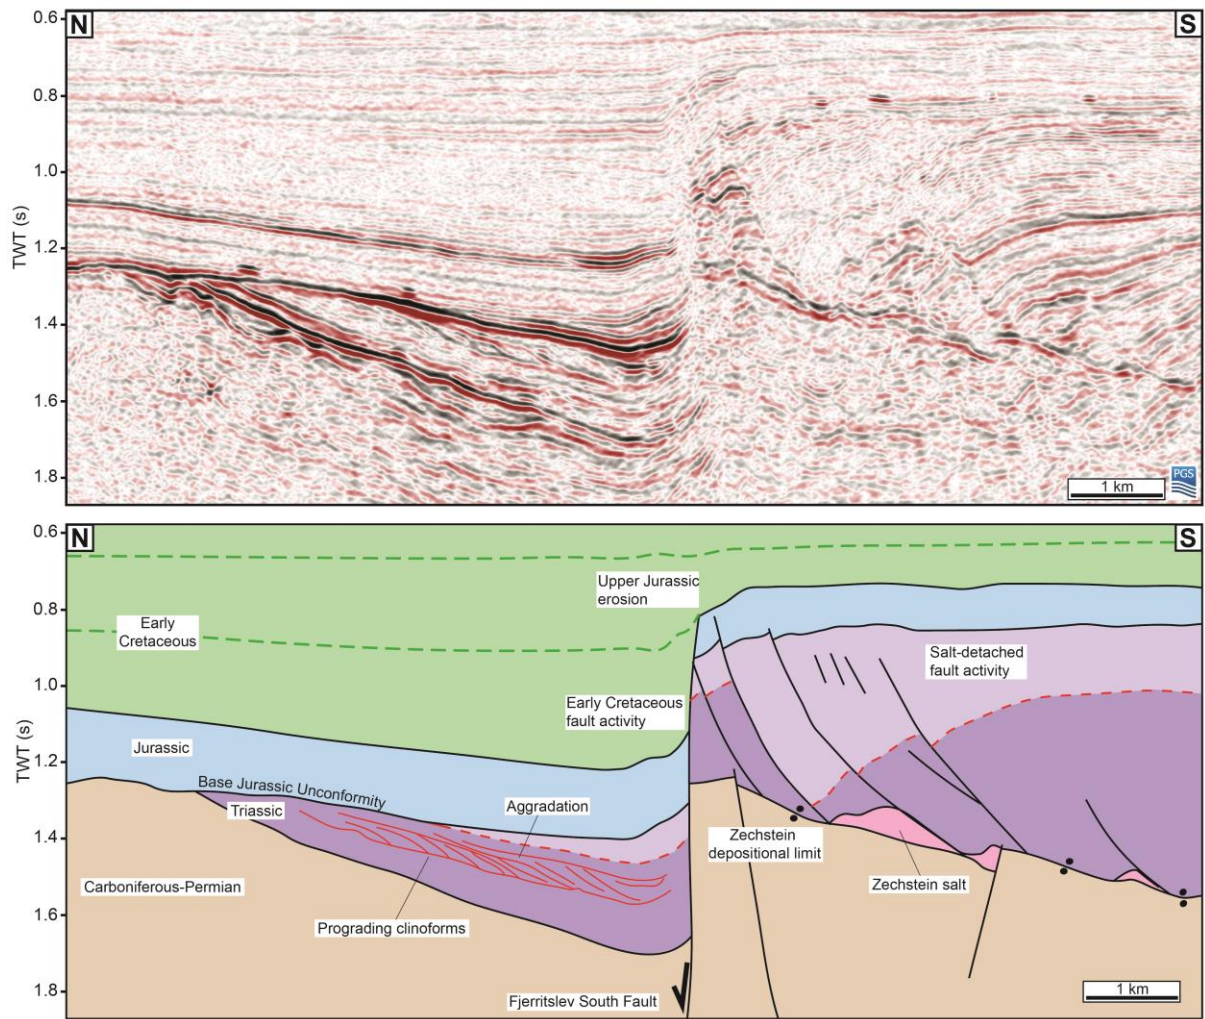 N
S
0.6
0.8
1.0
1.2
1.4
1.6
1.8
TWT (s)
PGS
1 km
N
S
0.6
0.8
1.0
1.2
1.4
1.6
1.8
TWT (s)
Upper Jurassic
erosion
Early
Cretaceous
Salt-detached
fault activity
Early Cretaceous
fault activity
Jurassic
Base Jurassic Unconformity
Triassic
Aggradation
Zechstein
depositional limit
Carboniferous-Permian
Zechstein salt
Prograding clinoforms
Fjerritslev South Fault
1 km